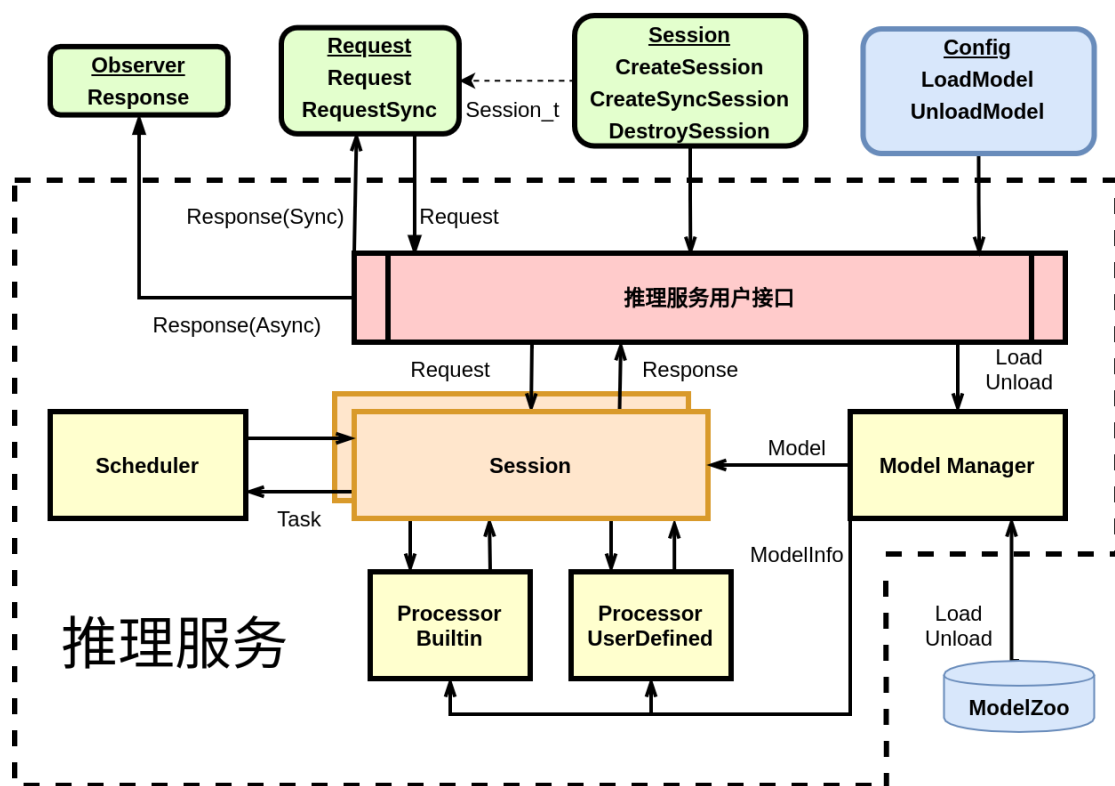 Observer
Response
Request
Request
RequestSync
Session_t
Session
CreateSession
CreateSyncSession
DestroySession
Config
LoadModel
UnloadModel
Response(Sync)
Request
Response(Async)
推理服务用户接口
Request
Response
Load
Unload
Scheduler
Task
Session
Model
Model Manager
ModelInfo
Processor
Builtin
Processor
UserDefined
推理服务
Load
Unload
ModelZoo